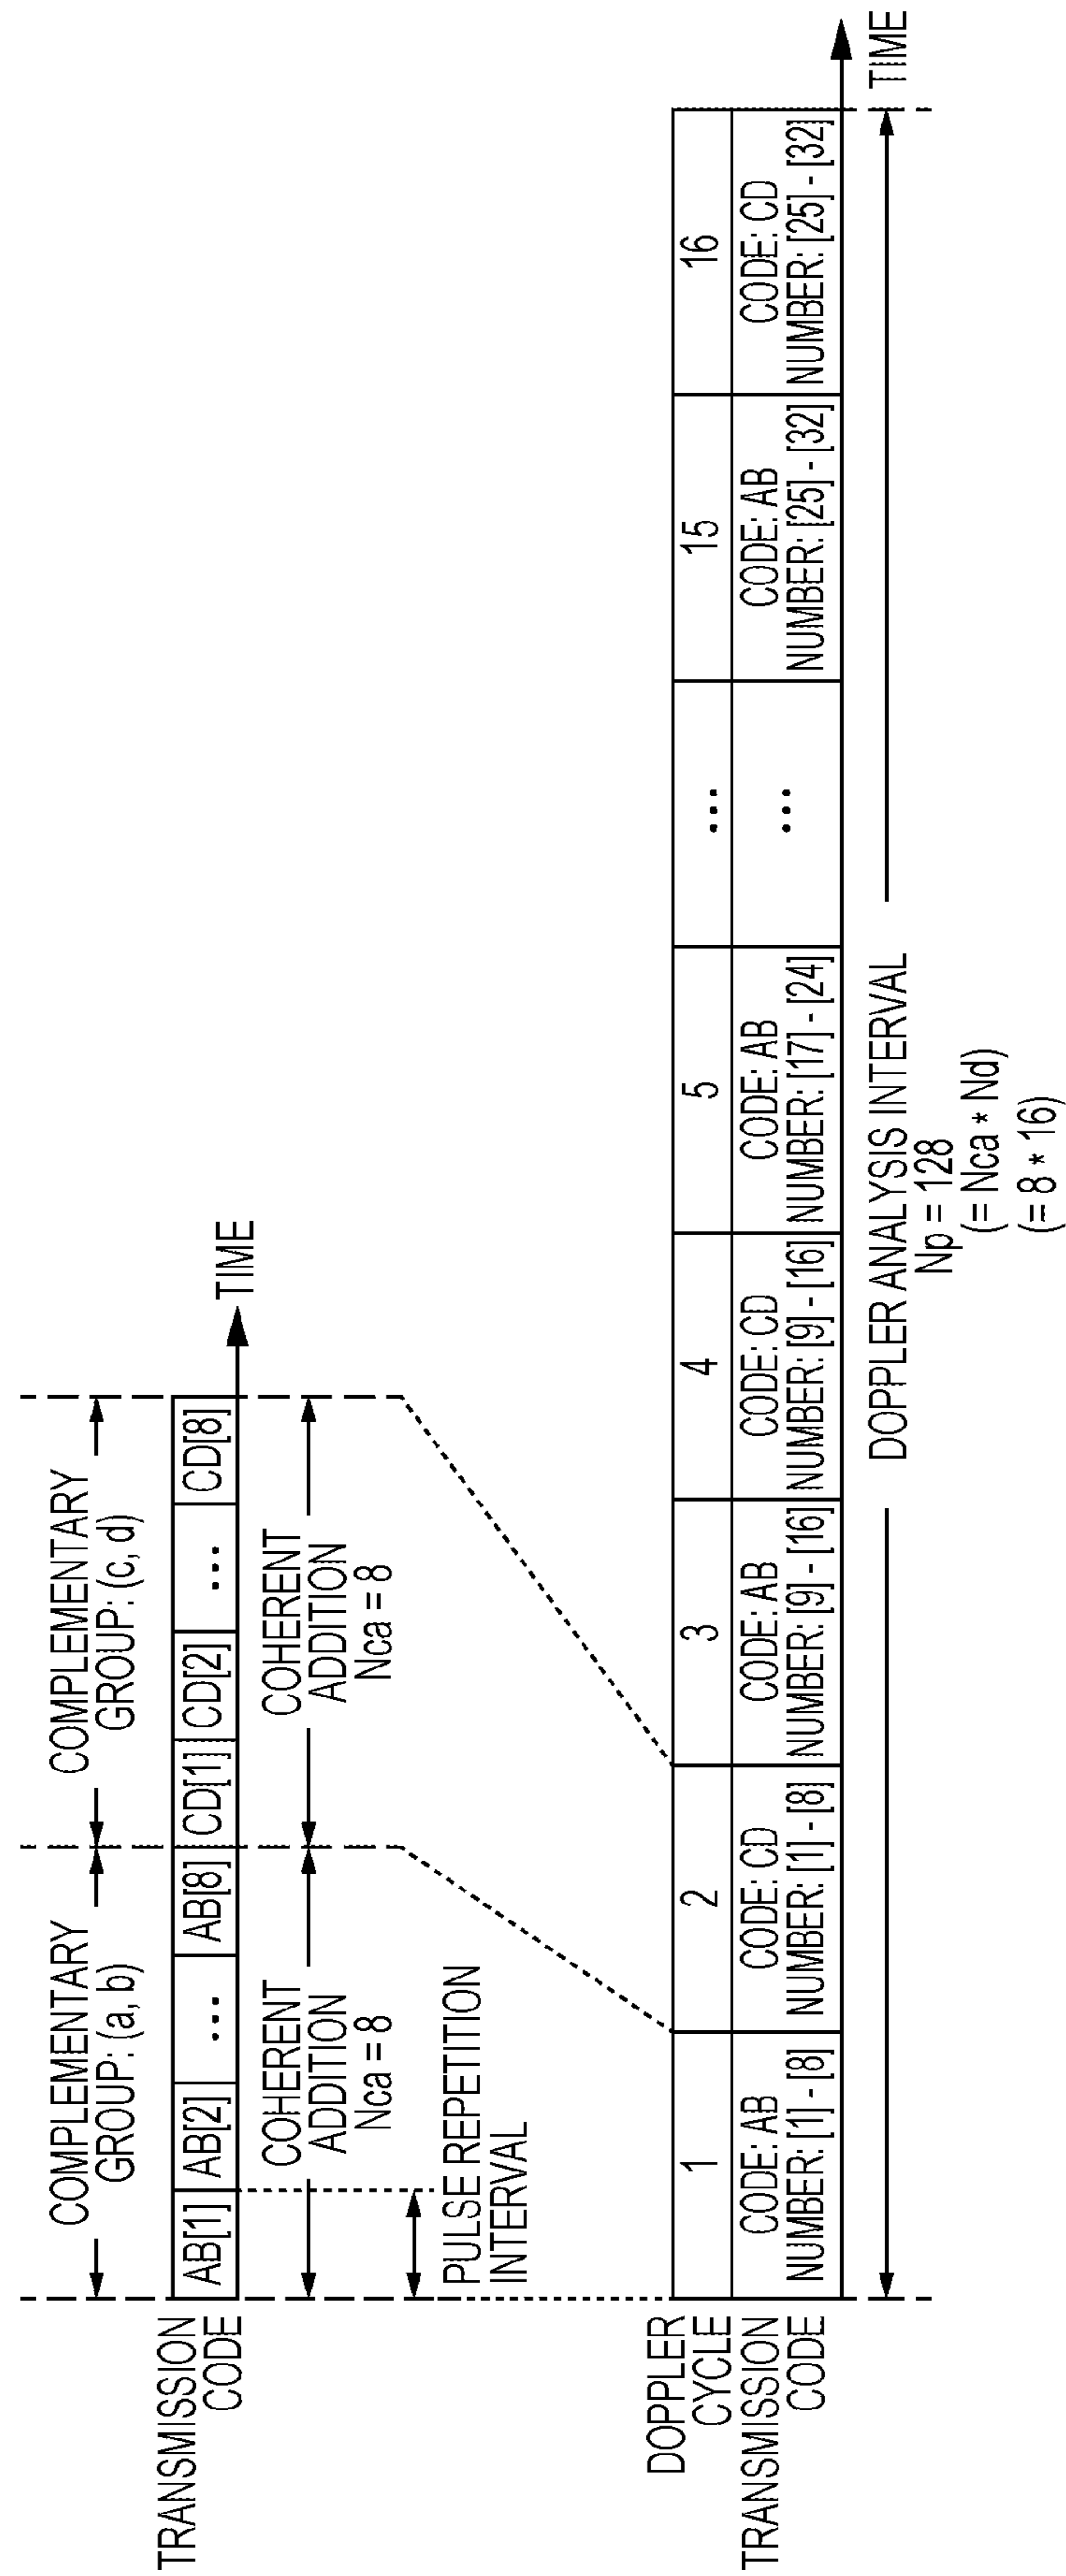 COMPLEMENTARY
GROUP: (a, b)
COMPLEMENTARY
GROUP: (c, d)
TRANSMISSION
CODE
AB[1]
AB[2]
...
AB[8]
CD[1]
CD[2]
...
CD[8]
TIME
COHERENT
ADDITION
Nca = 8
COHERENT
ADDITION
Nca = 8
PULSE REPETITION
INTERVAL
DOPPLER
CYCLE
1
2
3
4
5
...
15
16
TRANSMISSION
CODE
CODE: AB
NUMBER: [1] - [8]
CODE: CD
NUMBER: [1] - [8]
CODE: AB
NUMBER: [9] - [16]
CODE: CD
NUMBER: [9] - [16]
CODE: AB
NUMBER: [17] - [24]
...
CODE: AB
NUMBER: [25] - [32]
CODE: CD
NUMBER: [25] - [32]
TIME
DOPPLER ANALYSIS INTERVAL
Np = 128
(= Nca * Nd)
(= 8 * 16)